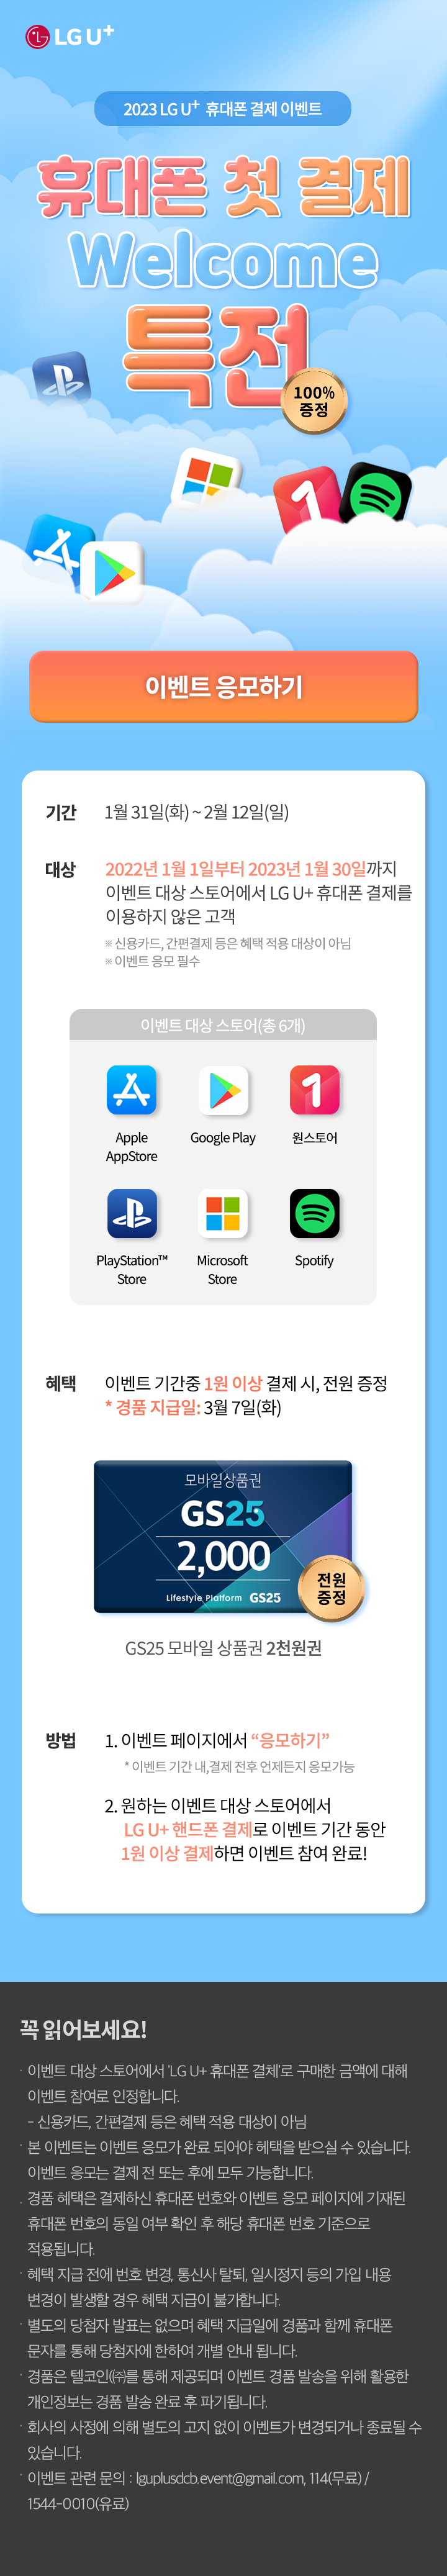 LG U+
2023 LG U+ 휴대폰 결제 이벤트
휴대폰 첫 결제
Welcome
특전
100%
증정
이벤트 응모하기
기간 1월 31일(화) ~ 2월 12일(일)
대상 2022년 1월 1일부터 2023년 1월 30일까지
이벤트 대상 스토어에서 LG U+ 휴대폰 결제를
이용하지 않은 고객
※ 신용카드, 간편결제 등은 혜택 적용 대상이 아님
※ 이벤트 응모 필수
이벤트 대상 스토어(총 6개)
Apple
AppStore
Google Play
원스토어
PlayStation™
Store
Microsoft
Store
Spotify
혜택 이벤트 기간중 1원 이상 결제 시, 전원 증정
* 경품 지급일: 3월 7일(화)
모바일상품권
GS25
2,000
Lifestyle Platform GS25
전원
증정
GS25 모바일 상품권 2천원권
방법 1. 이벤트 페이지에서 “응모하기”
* 이벤트 기간 내,결제 전후 언제든지 응모가능
2. 원하는 이벤트 대상 스토어에서
LG U+ 핸드폰 결제로 이벤트 기간 동안
1원 이상 결제하면 이벤트 참여 완료!
꼭 읽어보세요!
· 이벤트 대상 스토어에서 'LG U+ 휴대폰 결체'로 구매한 금액에 대해
이벤트 참여로 인정합니다.
- 신용카드, 간편결제 등은 혜택 적용 대상이 아님
· 본 이벤트는 이벤트 응모가 완료 되어야 헤택을 받으실 수 있습니다.
이벤트 응모는 결제 전 또는 후에 모두 가능합니다.
· 경품 혜택은 결제하신 휴대폰 번호와 이벤트 응모 페이지에 기재된
휴대폰 번호의 동일 여부 확인 후 해당 휴대폰 번호 기준으로
적용됩니다.
· 혜택 지급 전에 번호 변경, 통신사 탈퇴, 일시정지 등의 가입 내용
변경이 발생할 경우 혜택 지급이 불가합니다.
· 별도의 당첨자 발표는 없으며 혜택 지급일에 경품과 함께 휴대폰
문자를 통해 당첨자에 한하여 개별 안내 됩니다.
· 경품은 텔코인((㈜)를 통해 제공되며 이벤트 경품 발송을 위해 활용한
개인정보는 경품 발송 완료 후 파기됩니다.
· 회사의 사정에 의해 별도의 고지 없이 이벤트가 변경되거나 종료될 수
있습니다.
· 이벤트 관련 문의 : lguplusdcb.event@gmail.com, 114(무료) /
1544-0010(유료)